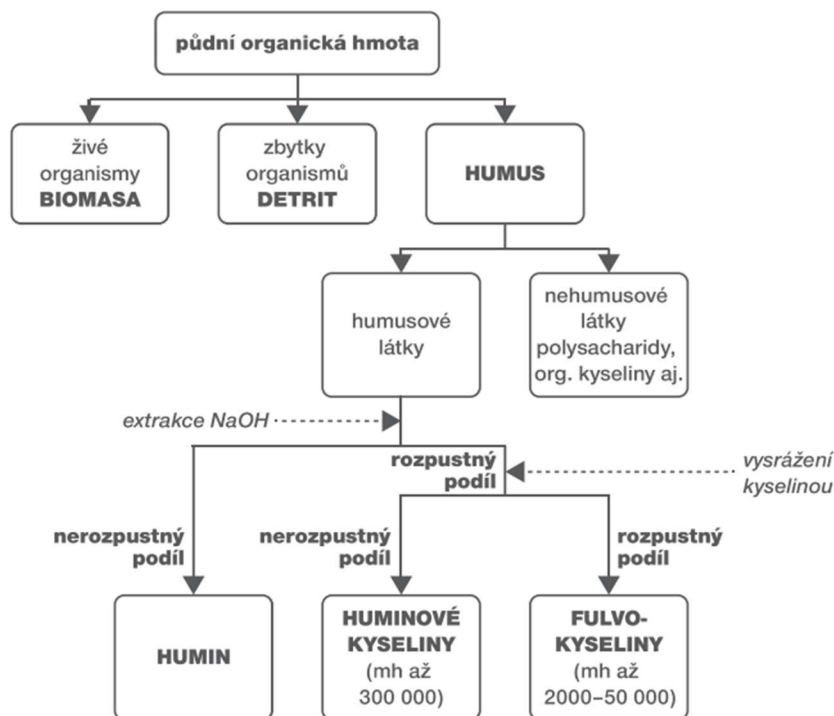 půdní organická hmota
živé
organismy
BIOMASA
zbytky
organismů
DETRIT
HUMUS
humusové
látky
nehumusové
látky
polysacharidy,
org. kyseliny aj.
extrakce NaOH
rozpustný
podíl
vysrážení
kyselinou
nerozpustný
podíl
nerozpustný
podíl
rozpustný
podíl
HUMIN
HUMINOVÉ
KYSELINY
(mh až
300 000)
FULVO-
KYSELINY
(mh až
2000–50 000)